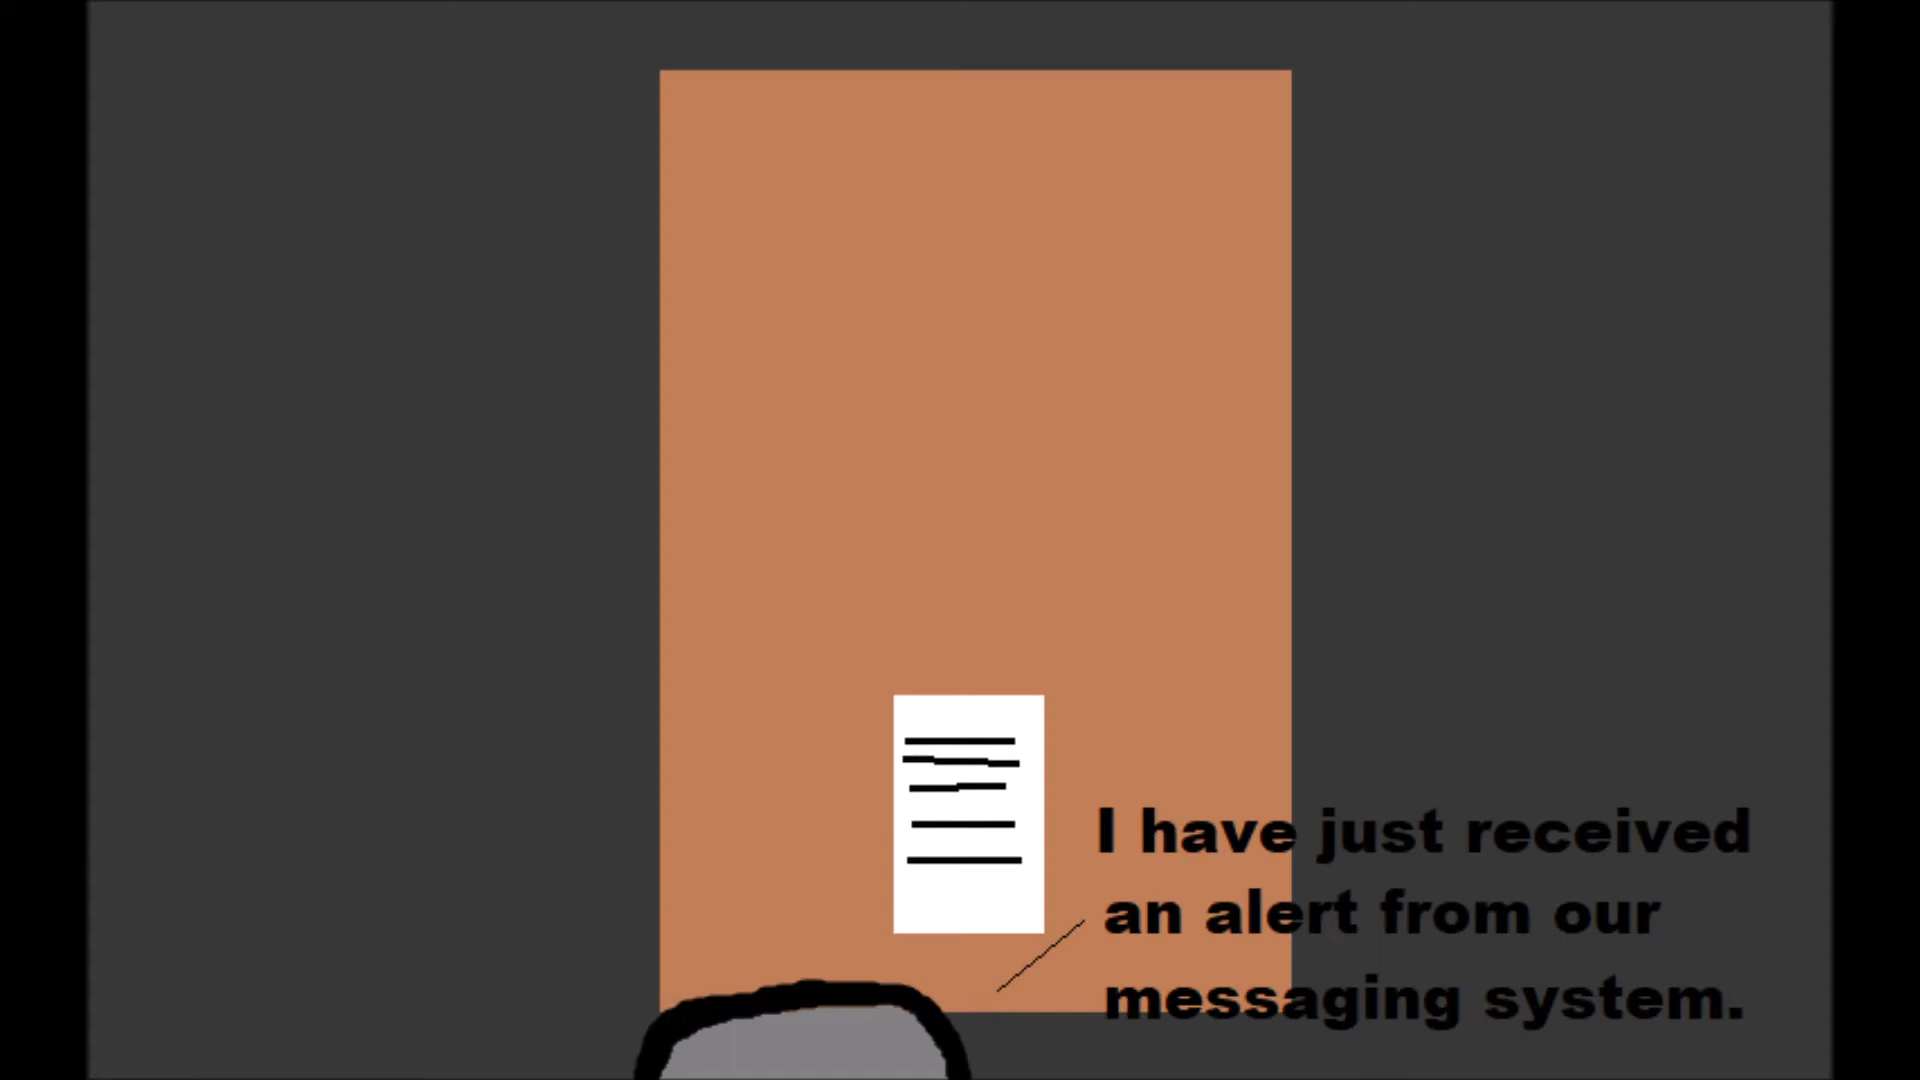 I have just received
an alert from our
messaging system.